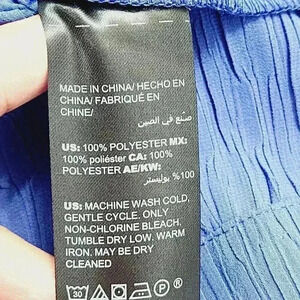 MADE IN CHINA/ HECHO EN
CHINA/ FABRIQUÉ EN
CHINE/
صنع في الصين
US: 100% POLYESTER MX:
100% poliéster CA: 100%
POLYESTER AE/KW:
100% بوليستر
US: MACHINE WASH COLD,
GENTLE CYCLE. ONLY
NON-CHLORINE BLEACH.
TUMBLE DRY LOW. WARM
IRON. MAY BE DRY
CLEANED
30